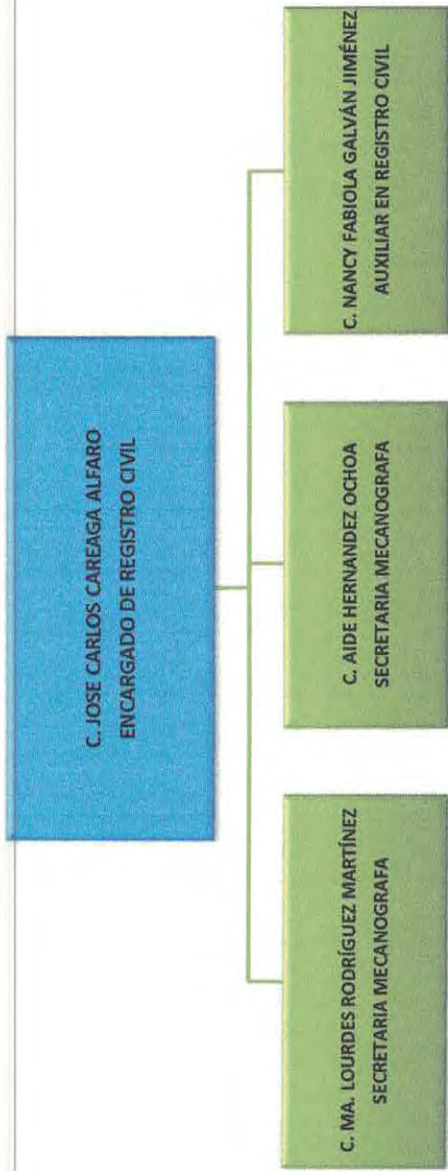 C. JOSE CARLOS CAREAGA ALFARO
ENCARGADO DE REGISTRO CIVIL
C. MA. LOURDES RODRÍGUEZ MARTÍNEZ
SECRETARIA MECANOGRAFA
C. AIDE HERNANDEZ OCHOA
SECRETARIA MECANOGRAFA
C. NANCY FABIOLA GALVÁN JIMÉNEZ
AUXILIAR EN REGISTRO CIVIL